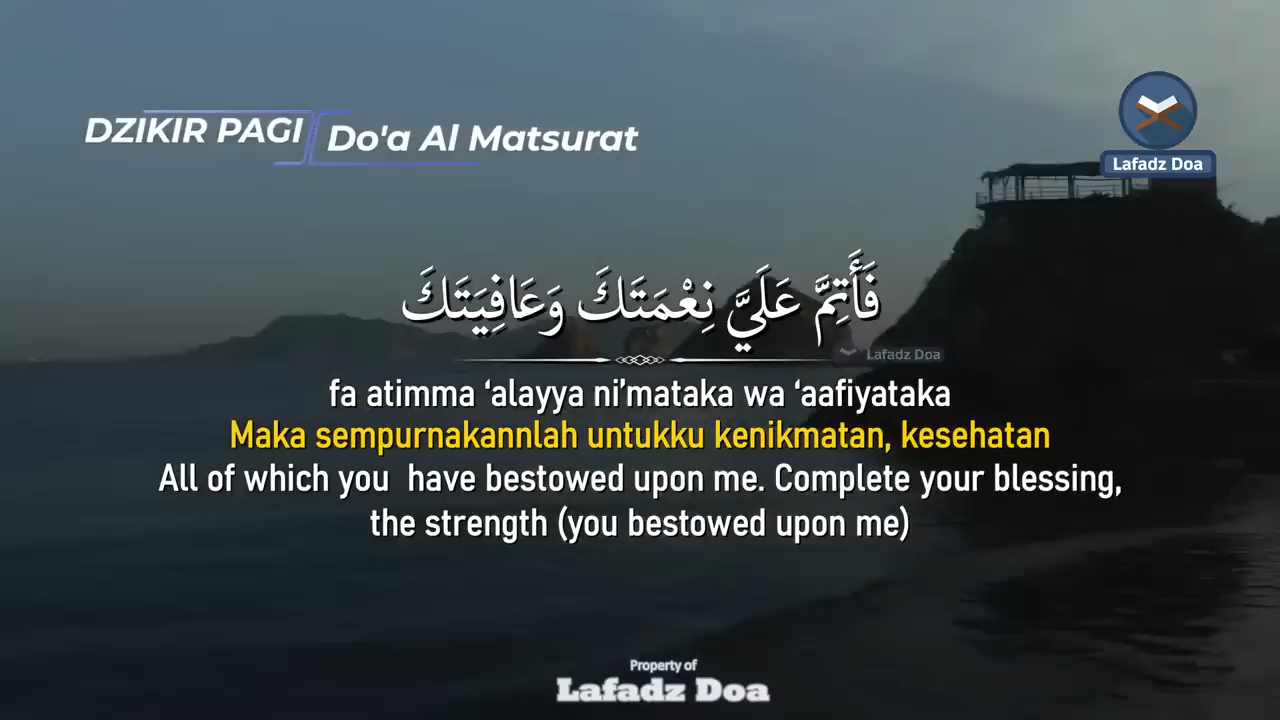 DZIKIR PAGI
Do'a Al Matsurat
Lafadz Doa
فَأَتِمَّ عَلَيَّ نِعْمَتَكَ وَعَافِيَتَكَ
Lafadz Doa
fa atimma ‘alayya ni’mataka wa ‘aafiyataka
Maka sempurnakannlah untukku kenikmatan, kesehatan
All of which you have bestowed upon me. Complete your blessing,
the strength (you bestowed upon me)
Property of
Lafadz Doa